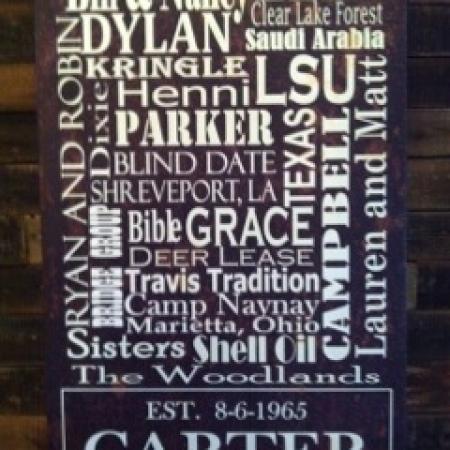 Bill & Nancy
Clear Lake Forest
DYLAN
Saudi Arabia
KRINGLE
LSU
Henni
PARKER
BLIND DATE
SHREVEPORT, LA
Bible GRACE
DEER LEASE
Travis Tradition
Camp Naynay
Marietta, Ohio
Sisters Shell Oil
The Woodlands
RYAN AND ROBIN
Dixie
BRIDGE GROUP
TEXAS
CAMPBELL
Lauren and Matt
EST. 8-6-1965
CARTER